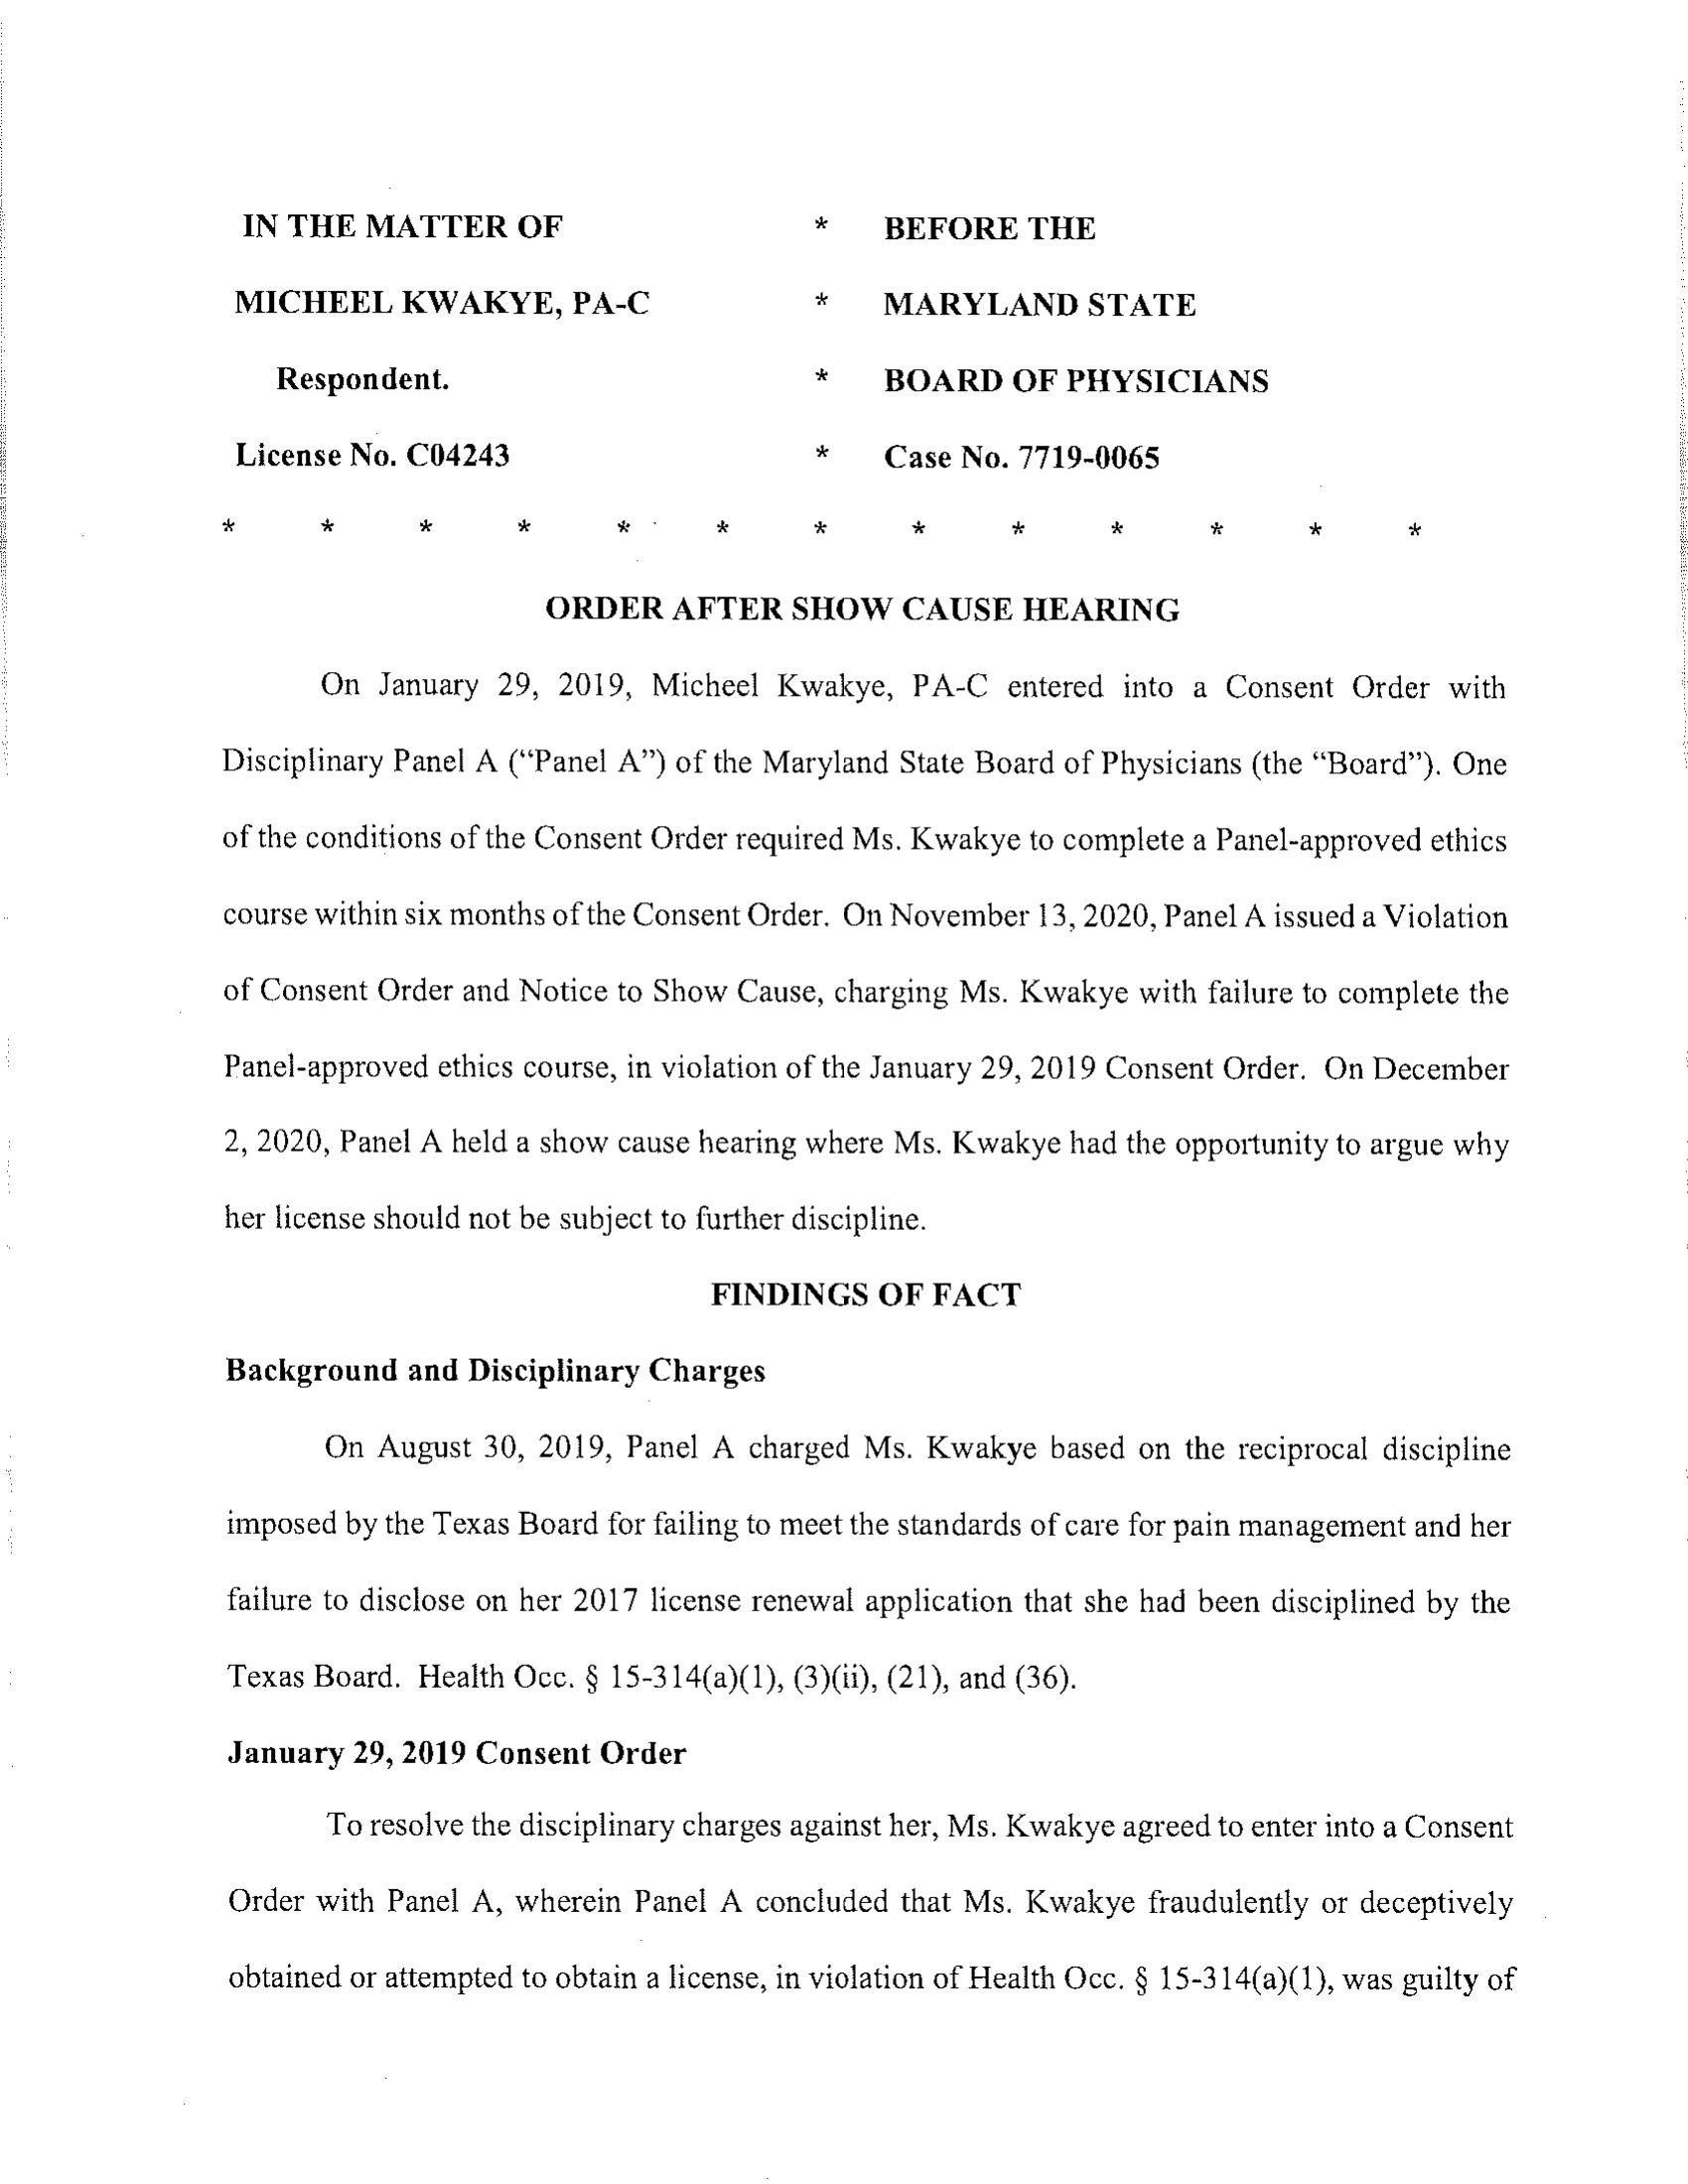 IN THE MATTER OF * BEFORE THE
MICHEEL KWAKYE, PA-C * MARYLAND STATE
Respondent. * BOARD OF PHYSICIANS
License No. C04243 * Case No. 7719-0065
* * * * * * * * * * * * *
ORDER AFTER SHOW CAUSE HEARING
On January 29, 2019, Micheel Kwakye, PA-C entered into a Consent Order with
Disciplinary Panel A (“Panel A”) of the Maryland State Board of Physicians (the “Board”). One
of the conditions of the Consent Order required Ms. Kwakye to complete a Panel-approved ethics
course within six months of the Consent Order. On November 13, 2020, Panel A issued a Violation
of Consent Order and Notice to Show Cause, charging Ms. Kwakye with failure to complete the
Panel-approved ethics course, in violation of the January 29, 2019 Consent Order. On December
2, 2020, Panel A held a show cause hearing where Ms. Kwakye had the opportunity to argue why
her license should not be subject to further discipline.
FINDINGS OF FACT
Background and Disciplinary Charges
On August 30, 2019, Panel A charged Ms. Kwakye based on the reciprocal discipline
imposed by the Texas Board for failing to meet the standards of care for pain management and her
failure to disclose on her 2017 license renewal application that she had been disciplined by the
Texas Board. Health Occ. § 15-314(a)(1), (3)(ii), (21), and (36).
January 29, 2019 Consent Order
To resolve the disciplinary charges against her, Ms. Kwakye agreed to enter into a Consent
Order with Panel A, wherein Panel A concluded that Ms. Kwakye fraudulently or deceptively
obtained or attempted to obtain a license, in violation of Health Occ. § 15-314(a)(1), was guilty of